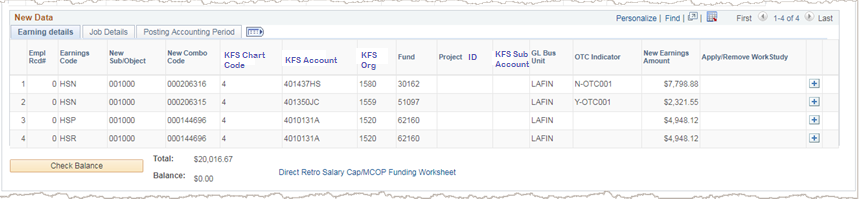 New Data
Personalize | Find | First 1-4 of 4 Last
Earning details Job Details Posting Accounting Period
Empl Rcd# Earnings Code New Sub/Object New Combo Code KFS Chart Code KFS Account KFS Org Fund Project ID KFS Sub Account GL Bus Unit OTC Indicator New Earnings Amount Apply/Remove WorkStudy
1 0 HSN 001000 000206316 4 401437HS 1580 30162 LAFIN N-OTC001 $7,798.68
2 0 HSN 001000 000206315 4 401350JC 1559 51097 LAFIN Y-OTC001 $2,321.55
3 0 HSP 001000 000144696 4 4010131A 1520 62160 LAFIN $4,948.12
4 0 HSR 001000 000144696 4 4010131A 1520 62160 LAFIN $4,948.12
Check Balance Total: $20,016.67
Balance: $0.00 Direct Retro Salary Cap/MCOP Funding Worksheet